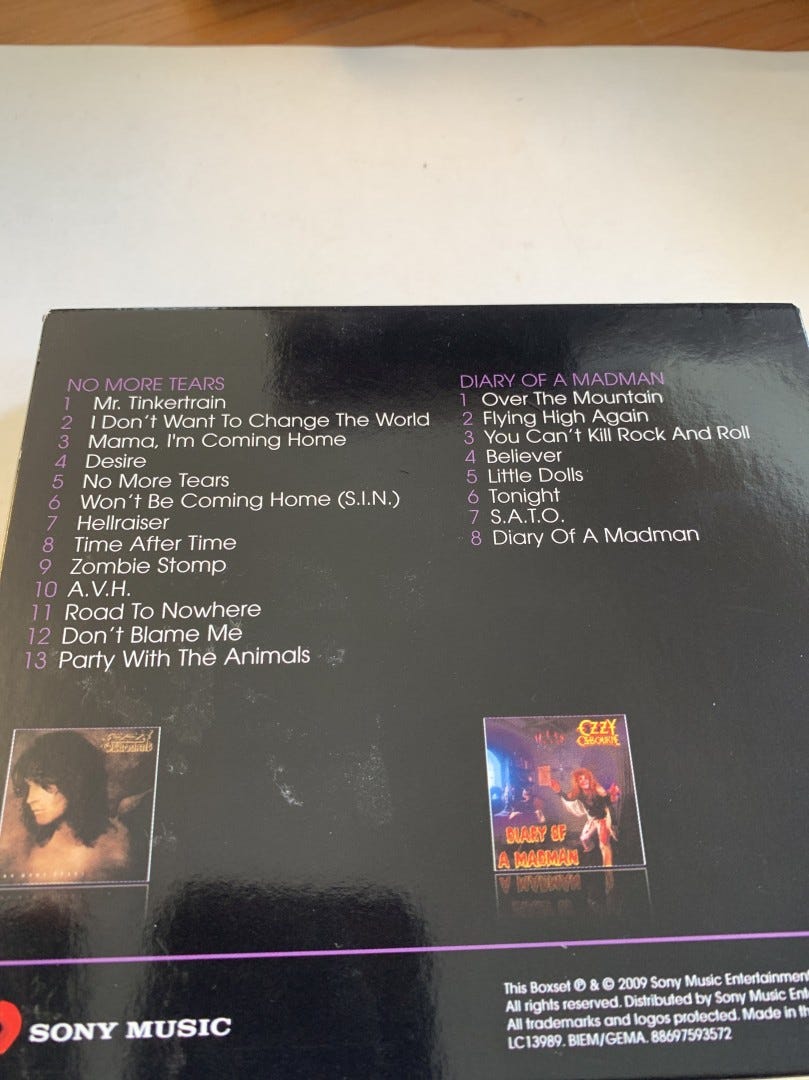 NO MORE TEARS
1 Mr. Tinkertrain
2 I Don't Want To Change The World
3 Mama, I'm Coming Home
4 Desire
5 No More Tears
6 Won't Be Coming Home (S.I.N.)
7 Hellraiser
8 Time After Time
9 Zombie Stomp
10 A.V.H.
11 Road To Nowhere
12 Don't Blame Me
13 Party With The Animals
DIARY OF A MADMAN
1 Over The Mountain
2 Flying High Again
3 You Can't Kill Rock And Roll
4 Believer
5 Little Dolls
6 Tonight
7 S.A.T.O.
8 Diary Of A Madman
OZZY
OSBOURNE
DIARY OF
A MADMAN
SONY MUSIC
This Boxset ℗ & © 2009 Sony Music Entertainment
All rights reserved. Distributed by Sony Music
All trademarks and logos protected. Made in
LC13989. BIEM/GEMA. 88697593572